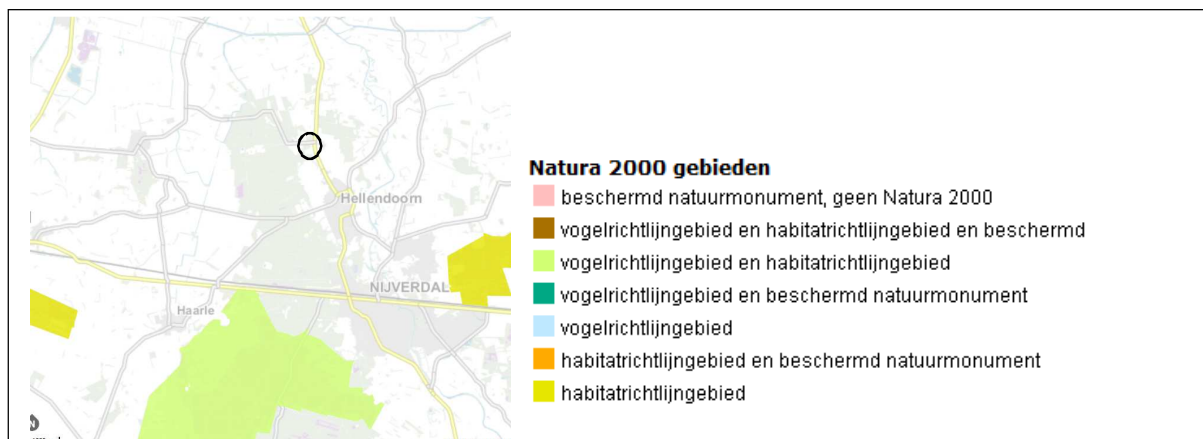 Hellendoorn
NIJVERDAL
Haarle
Natura 2000 gebieden
beschermd natuurmonument, geen Natura 2000
vogelrichtlijngebied en habitatrichtlijngebied en beschermd
vogelrichtlijngebied en habitatrichtlijngebied
vogelrichtlijngebied en beschermd natuurmonument
vogelrichtlijngebied
habitatrichtlijngebied en beschermd natuurmonument
habitatrichtlijngebied